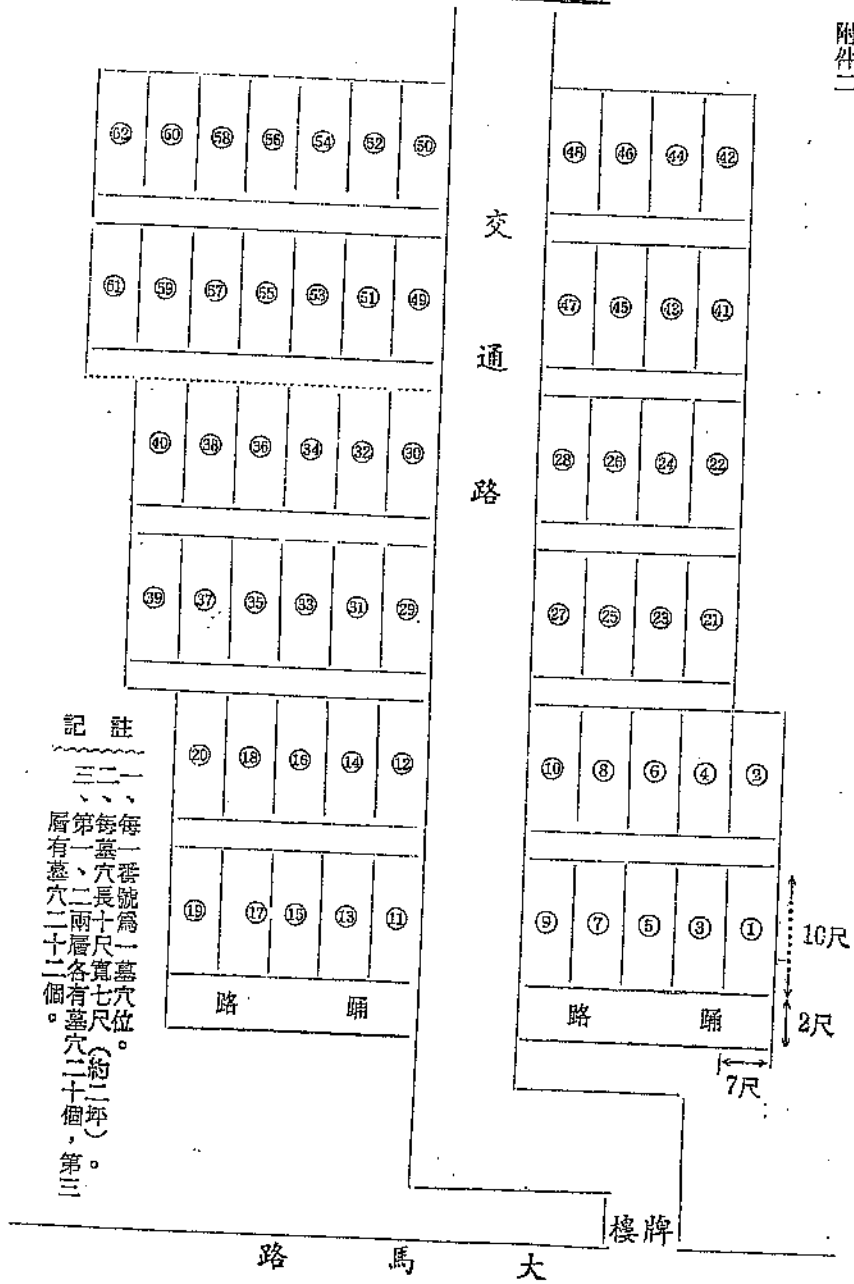 附件二
交通路
62 60 58 56 54 52 50
48 46 44 42
61 59 57 55 53 51 49
47 45 43 41
40 38 36 34 32 30
28 26 24 22
39 37 35 33 31 29
27 25 23 21
20 18 16 14 12
10 8 6 4 2
19 17 15 13 11
9 7 5 3 1
10尺
踊路
踊路
2尺
7尺
註記
一、每一番號為一墓穴位。
二、每墓穴長十尺寬七尺（約二坪）。
三、第一、二兩層各有墓穴二十個,第三
層有墓穴二十二個。
牌樓
大馬路